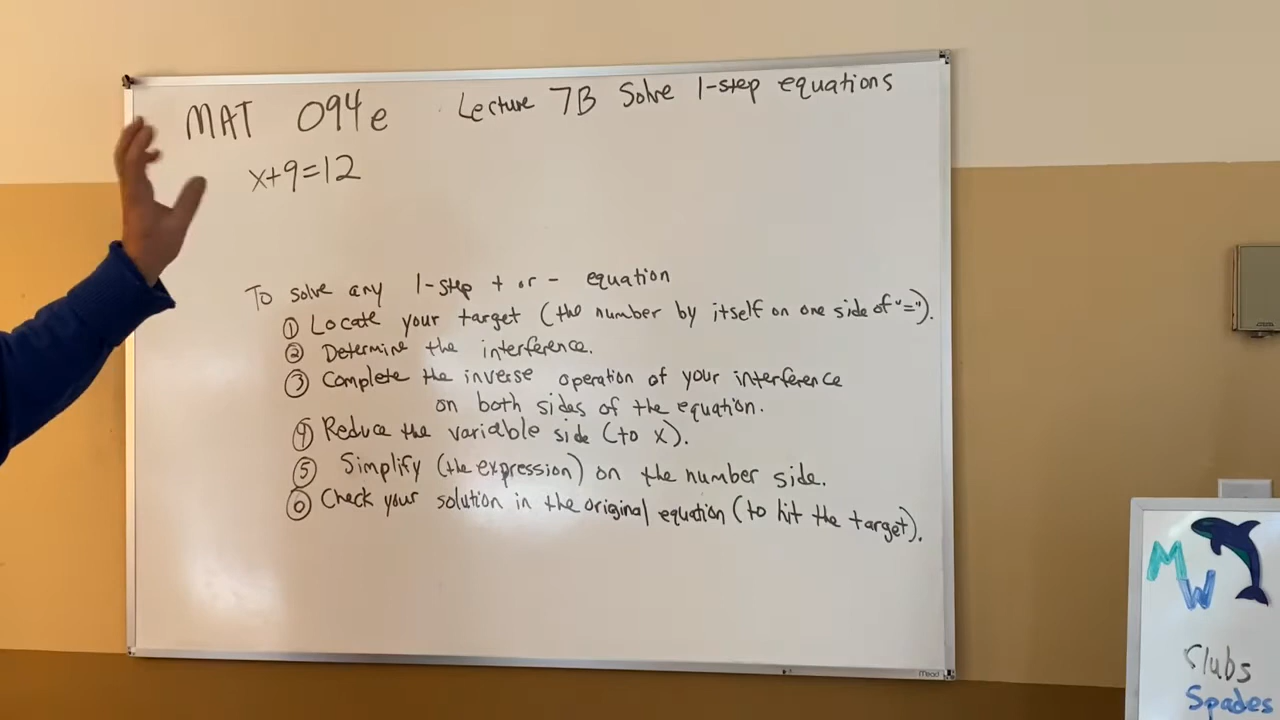 MAT 094e Lecture 7B Solve 1-step equations
x+9=12
To solve any 1-step + or - equation
① Locate your target (the number by itself on one side of "=").
② Determine the interference.
③ Complete the inverse operation of your interference
on both sides of the equation.
④ Reduce the variable side (to x).
⑤ Simplify (the expression) on the number side.
⑥ Check your solution in the original equation (to hit the target).
Mead
MW
Clubs
Spades